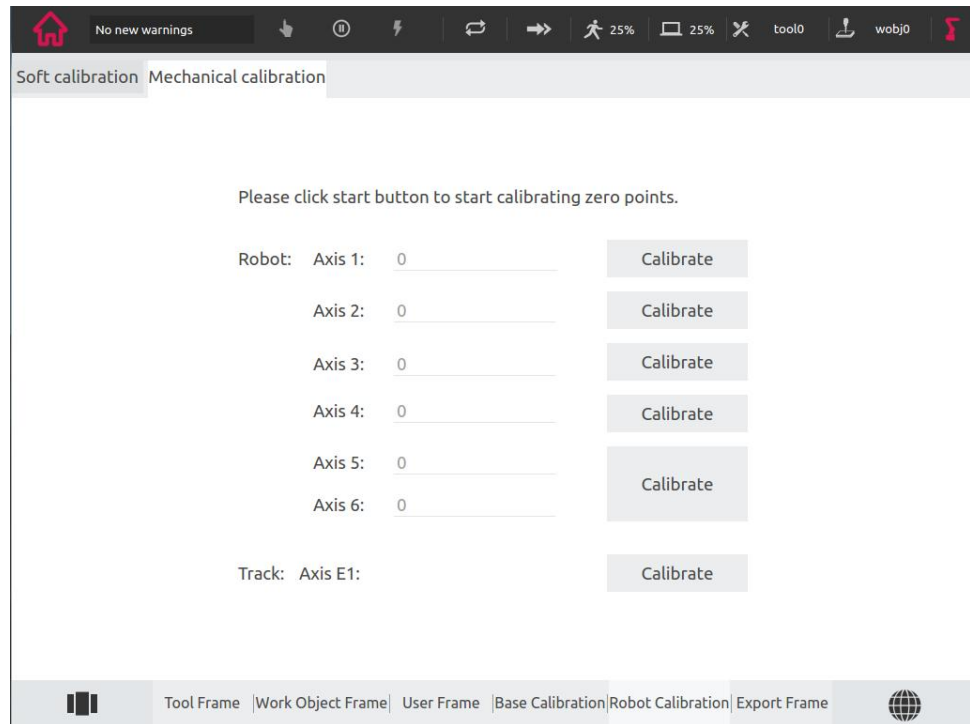 No new warnings 25% 25% tool0 wobj0
Soft calibration Mechanical calibration
Please click start button to start calibrating zero points.
Robot: Axis 1: 0 Calibrate
Axis 2: 0 Calibrate
Axis 3: 0 Calibrate
Axis 4: 0 Calibrate
Axis 5: 0
Calibrate
Axis 6: 0
Track: Axis E1: Calibrate
Tool Frame Work Object Frame User Frame Base Calibration Robot Calibration Export Frame